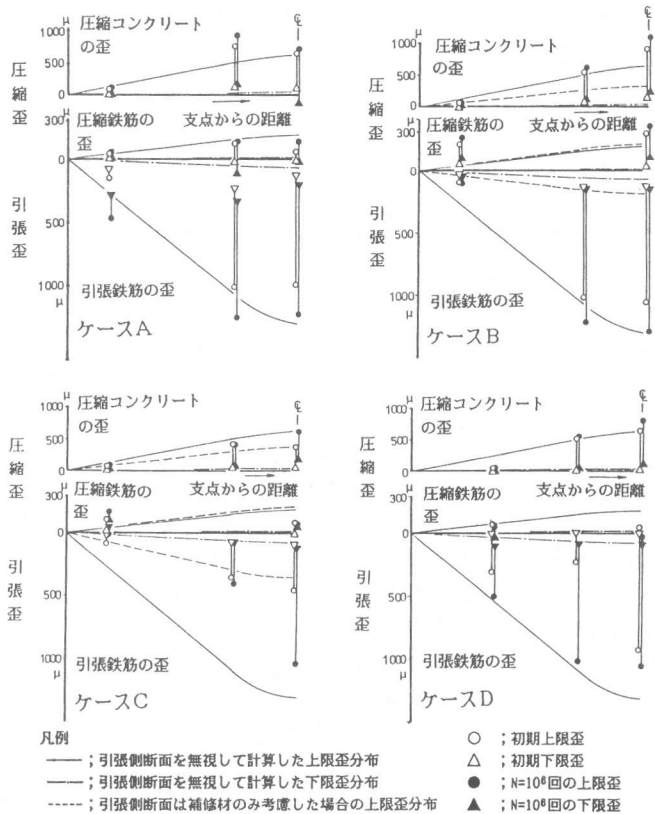 μ
1000
500
0
圧縮コンクリート
の歪
℄
圧縮歪
300
0
500
1000
μ
圧縮鉄筋の
歪
支点からの距離
引張歪
引張鉄筋の歪
ケースA
μ
1000
500
0
圧縮コンクリート
の歪
℄
圧縮歪
300
0
500
1000
μ
圧縮鉄筋の
歪
支点からの距離
引張歪
引張鉄筋の歪
ケースB
μ
1000
500
0
圧縮コンクリート
の歪
℄
圧縮歪
300
0
500
1000
μ
圧縮鉄筋の
歪
支点からの距離
引張歪
引張鉄筋の歪
ケースC
μ
1000
500
0
圧縮コンクリート
の歪
℄
圧縮歪
300
0
500
1000
μ
圧縮鉄筋の
歪
支点からの距離
引張歪
引張鉄筋の歪
ケースD
凡例
;引張側断面を無視して計算した上限歪分布
;引張側断面を無視して計算した下限歪分布
;引張側断面は補修材のみ考慮した場合の上限歪分布
○ ;初期上限歪
△ ;初期下限歪
● ;N=10⁶回の上限歪
▲ ;N=10⁶回の下限歪